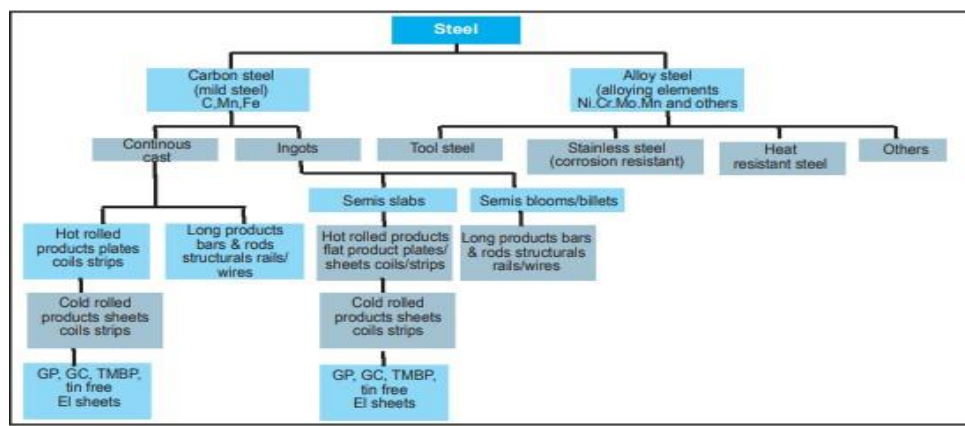 Steel
Carbon steel
(mild steel)
C,Mn,Fe
Alloy steel
(alloying elements
Ni.Cr.Mo.Mn and others
Continous
cast
Ingots
Tool steel
Stainless steel
(corrosion resistant)
Heat
resistant steel
Others
Semis slabs
Semis blooms/billets
Hot rolled
products plates
coils strips
Long products
bars & rods
structurals rails/
wires
Hot rolled products
flat product plates/
sheets coils/strips
Long products bars
& rods structurals
rails/wires
Cold rolled
products sheets
coils strips
Cold rolled
products sheets
coils strips
GP, GC, TMBP,
tin free
El sheets
GP, GC, TMBP,
tin free
El sheets